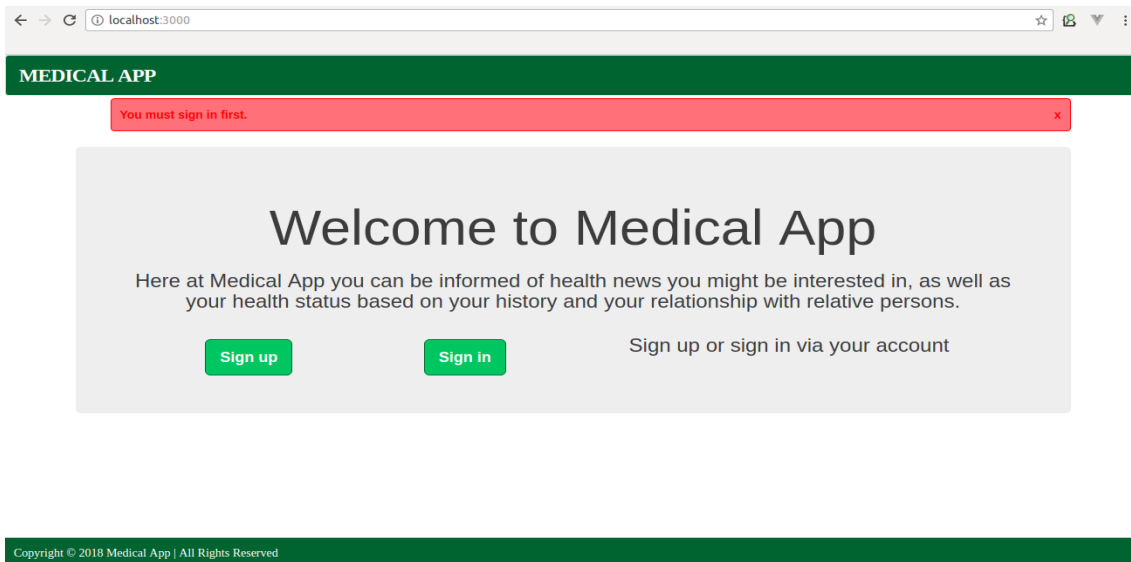 localhost:3000
MEDICAL APP
You must sign in first. x
Welcome to Medical App
Here at Medical App you can be informed of health news you might be interested in, as well as
your health status based on your history and your relationship with relative persons.
Sign up Sign in Sign up or sign in via your account
Copyright © 2018 Medical App | All Rights Reserved